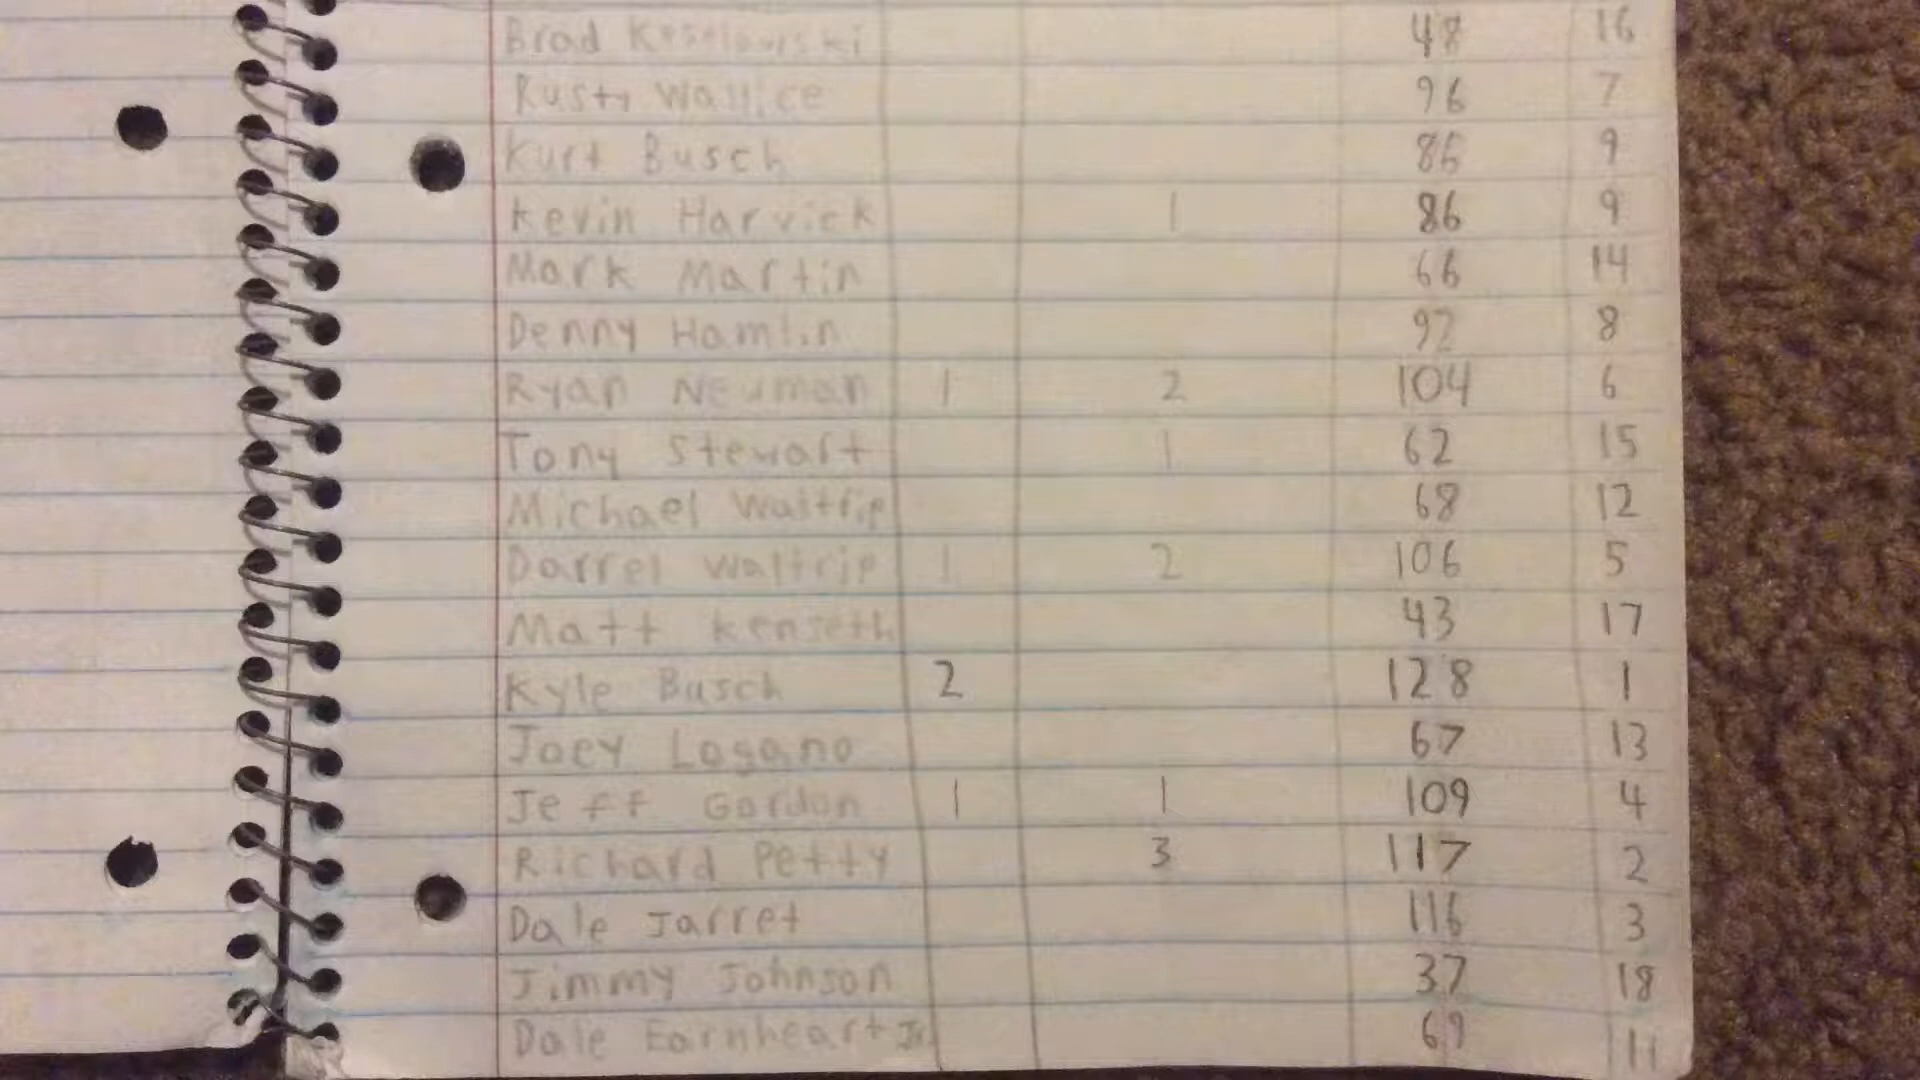 Brad Keselowski 48 16
Rusty Wallice 96 7
Kurt Busch 86 9
Kevin Harvick 1 86 9
Mark Martin 66 14
Denny Hamlin 92 8
Ryan Neuman 1 2 104 6
Tony Stewart 1 62 15
Michael Waltrip 68 12
Darrel Waltrip 1 2 106 5
Matt Kenseth 43 17
Kyle Busch 2 128 1
Joey Logano 67 13
Jeff Gordon 1 1 109 4
Richard Petty 3 117 2
Dale Jarret 116 3
Jimmy Johnson 37 18
Dale Earnheart Jr. 69 11